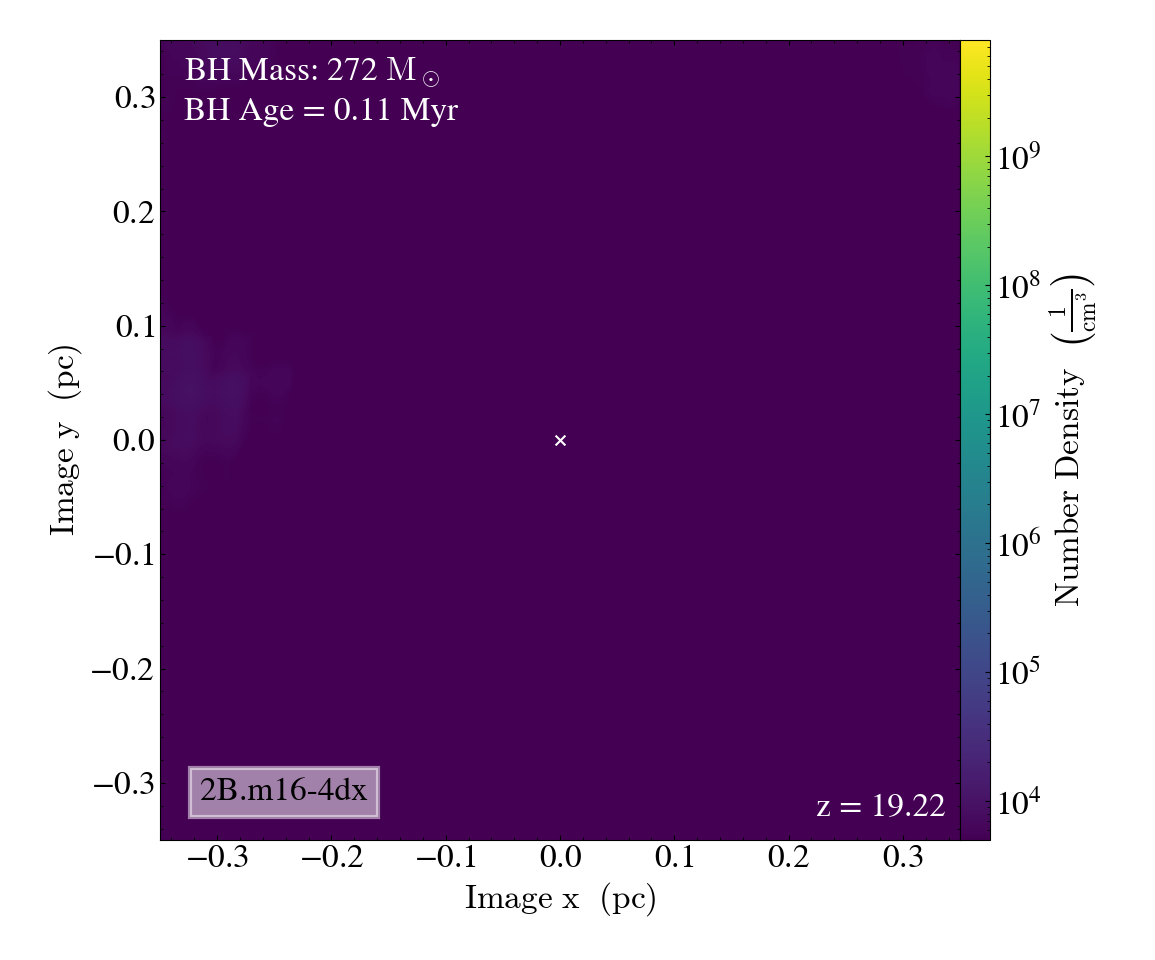 BH Mass: 272 M⊙
BH Age = 0.11 Myr
0.3
0.2
0.1
0.0
−0.1
−0.2
−0.3
Image y (pc)
2B.m16-4dx
z = 19.22
−0.3 −0.2 −0.1 0.0 0.1 0.2 0.3
Image x (pc)
10⁹
10⁸
10⁷
10⁶
10⁵
10⁴
Number Density (1/cm³)